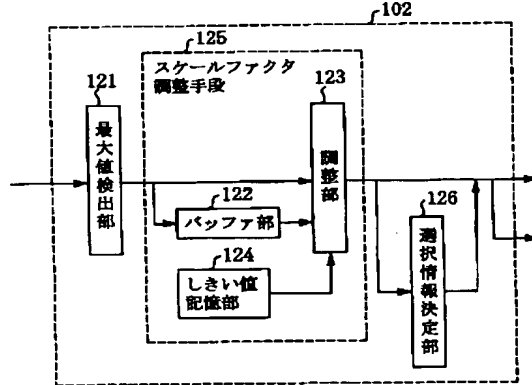 102
125
121
スケールファクタ
調整手段
123
最大値検出部
調整部
122
バッファ部
126
選択情報決定部
124
しきい値
記憶部